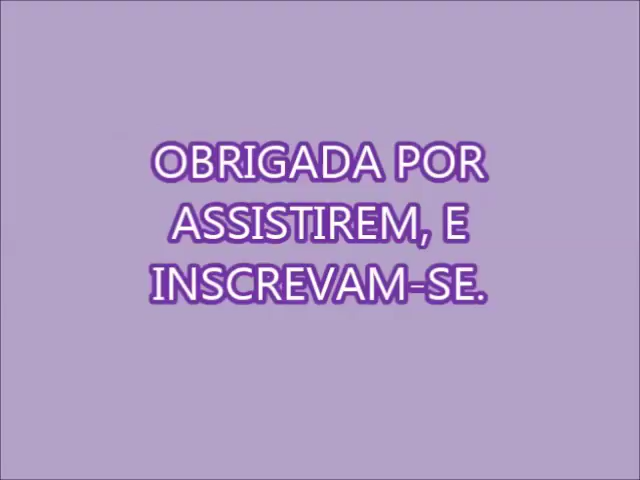 OBRIGADA POR
ASSISTIREM, E
INSCREVAM-SE.